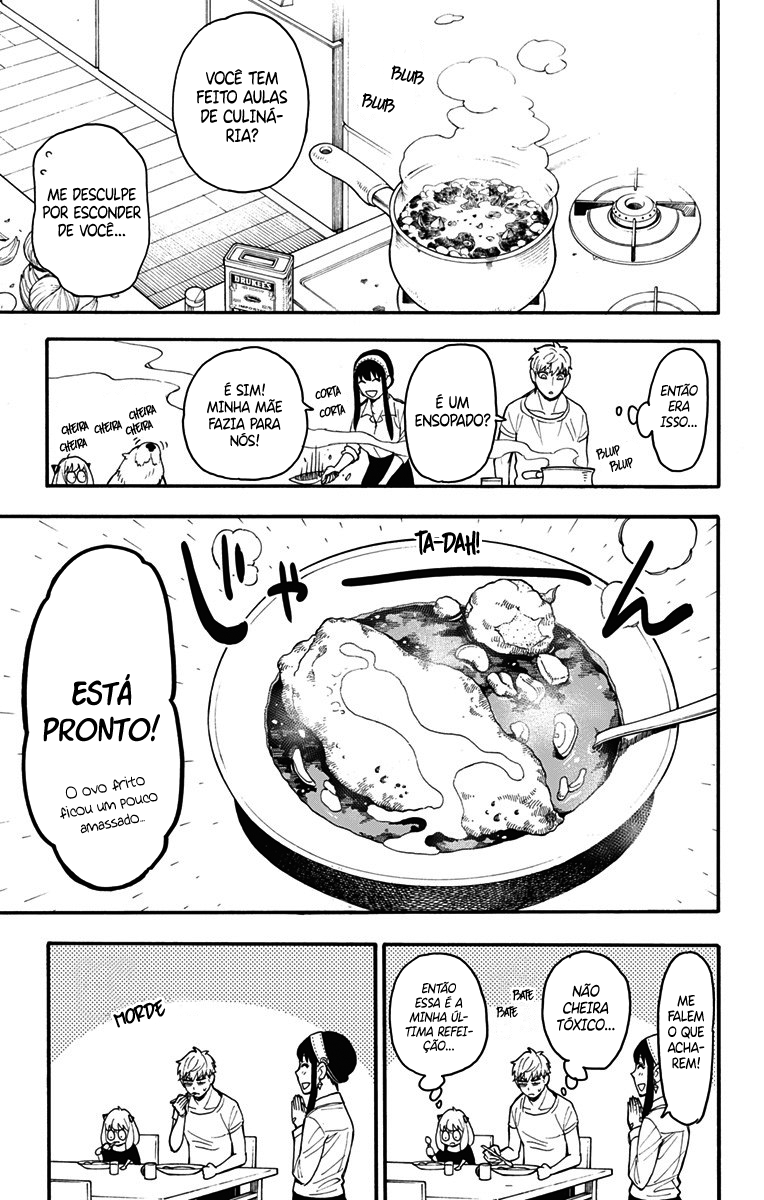 VOCÊ TEM
FEITO AULAS
DE CULINÁ-
RIA?
BLUB
BLUB
ME DESCULPE
POR ESCONDER
DE VOCÊ...
BRUKELS
ENTÃO
ERA
ISSO...
BLUP
BLUP
É UM
ENSOPADO?
CORTA
CORTA
É SIM!
MINHA MÃE
FAZIA PARA
NÓS!
CHEIRA
CHEIRA
CHEIRA
CHEIRA
CHEIRA
CHEIRA
TA-DAH!
じゃーん
ESTÁ
PRONTO!
O ovo frito
ficou um pouco
amassado...
ME
FALEM
O QUE
ACHA-
REM!
NÃO
CHEIRA
TÓXICO...
BATE
BATE
ENTÃO
ESSA É A
MINHA ÚL-
TIMA REFEI-
ÇÃO...
MORDE